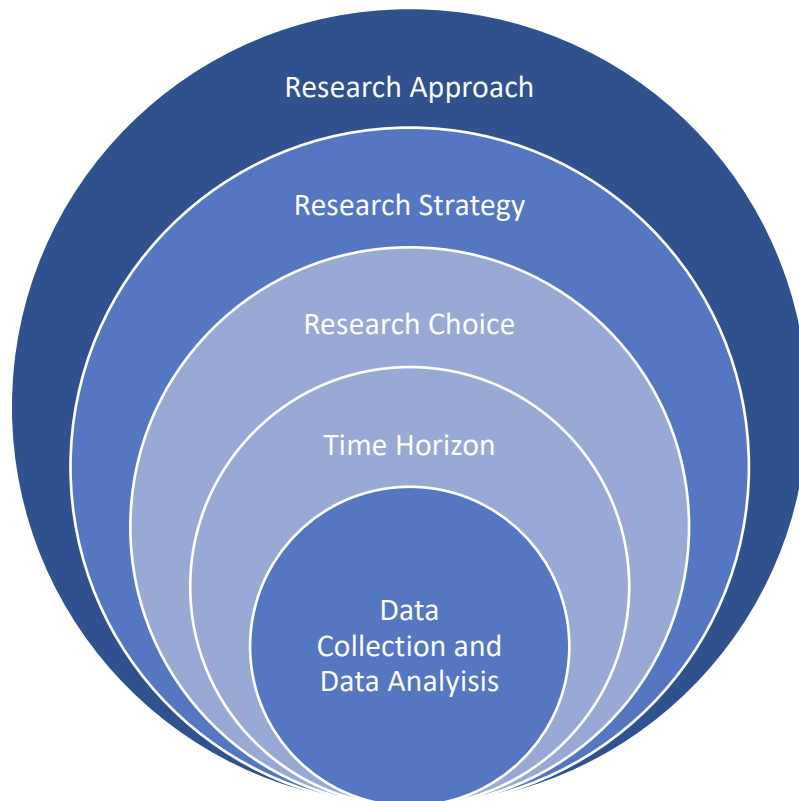 Research Approach
Research Strategy
Research Choice
Time Horizon
Data
Collection and
Data Analyisis